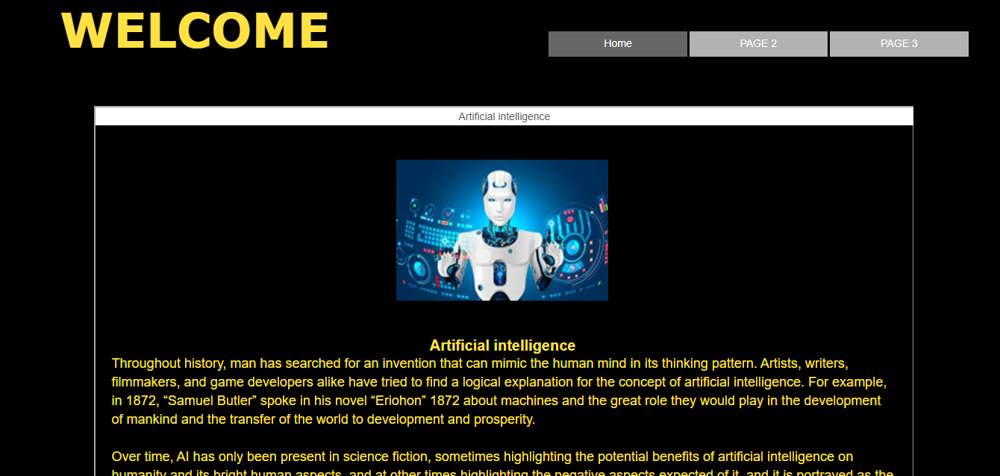 WELCOME
Home
PAGE 2
PAGE 3
Artificial intelligence
Artificial intelligence
Throughout history, man has searched for an invention that can mimic the human mind in its thinking pattern. Artists, writers,
filmmakers, and game developers alike have tried to find a logical explanation for the concept of artificial intelligence. For example,
in 1872, “Samuel Butler” spoke in his novel “Eriohon” 1872 about machines and the great role they would play in the development
of mankind and the transfer of the world to development and prosperity.
Over time, AI has only been present in science fiction, sometimes highlighting the potential benefits of artificial intelligence on
humanity and its bright human aspects, and at other times highlighting the negative aspects expected of it, and it is portrayed as the